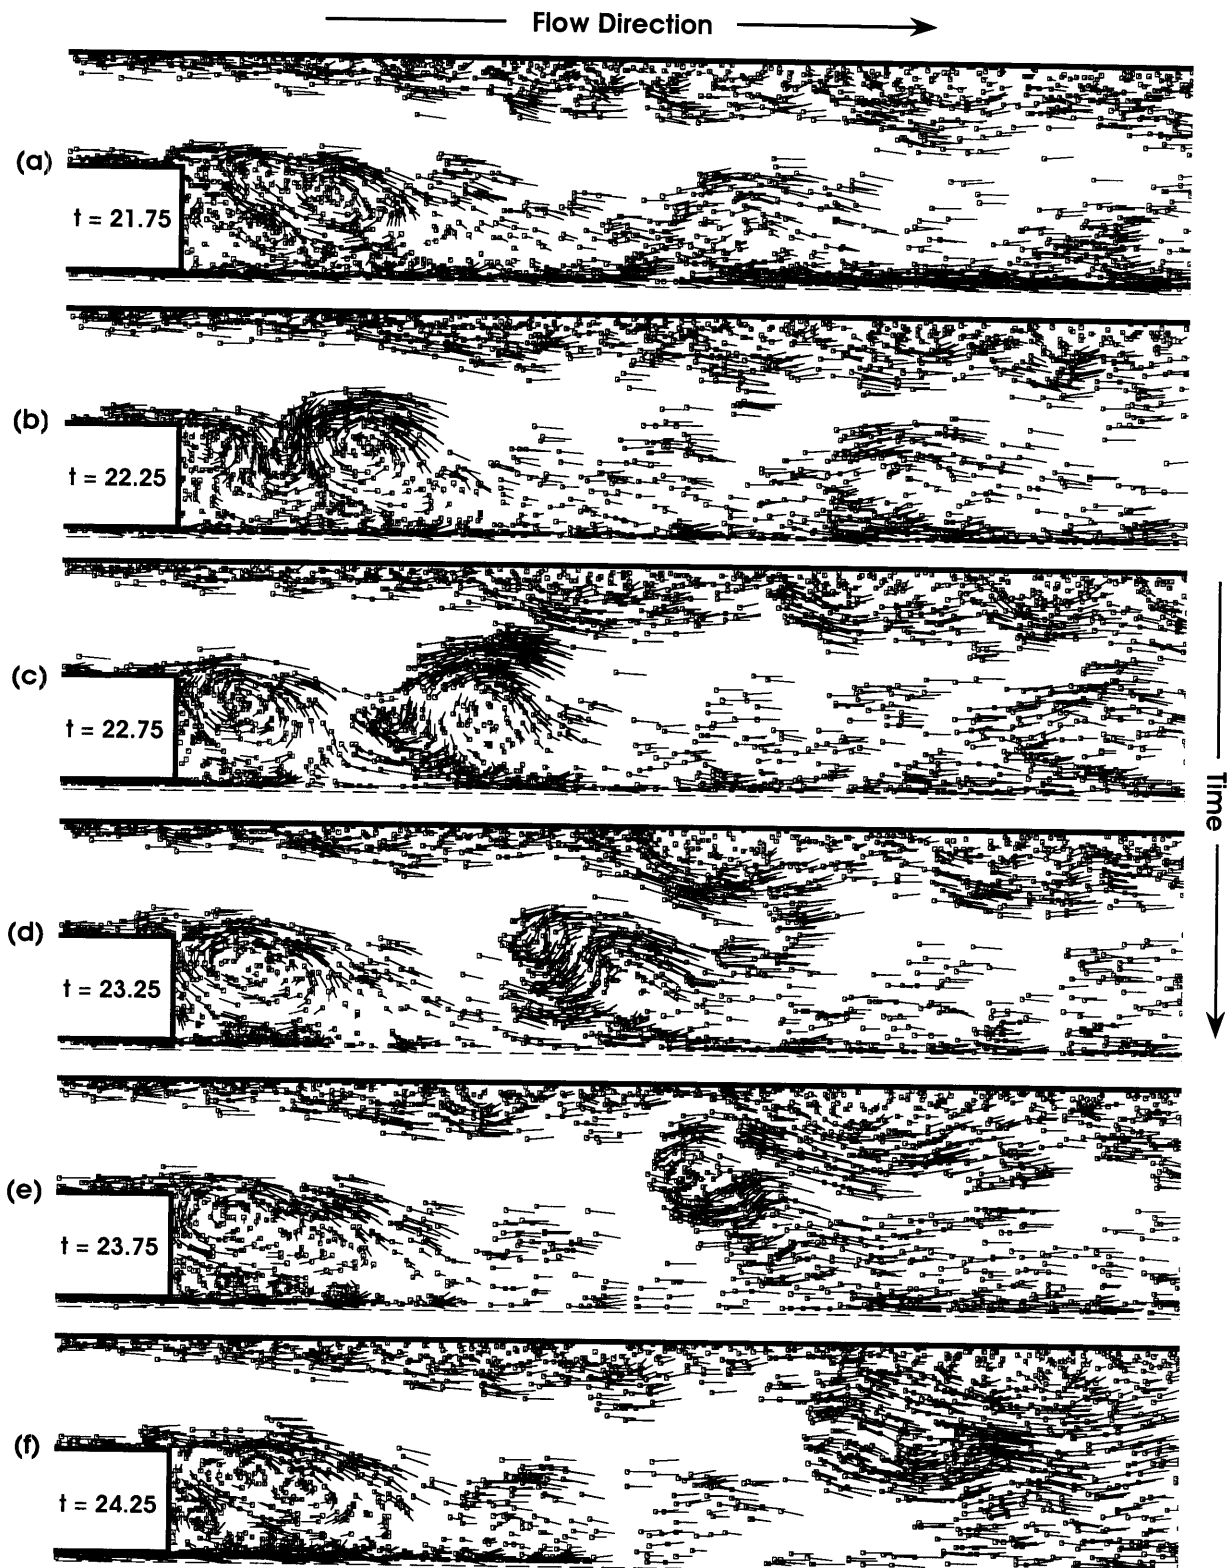 Flow Direction
(a)
t = 21.75
(b)
t = 22.25
(c)
t = 22.75
Time
(d)
t = 23.25
(e)
t = 23.75
(f)
t = 24.25